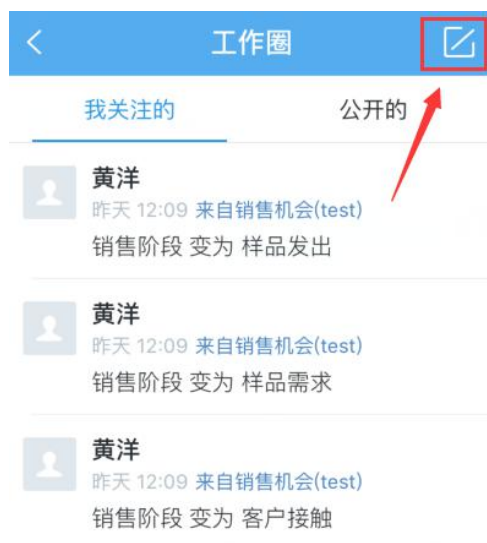 工作圈
我关注的 公开的
黄洋
昨天 12:09 来自销售机会(test)
销售阶段 变为 样品发出
黄洋
昨天 12:09 来自销售机会(test)
销售阶段 变为 样品需求
黄洋
昨天 12:09 来自销售机会(test)
销售阶段 变为 客户接触